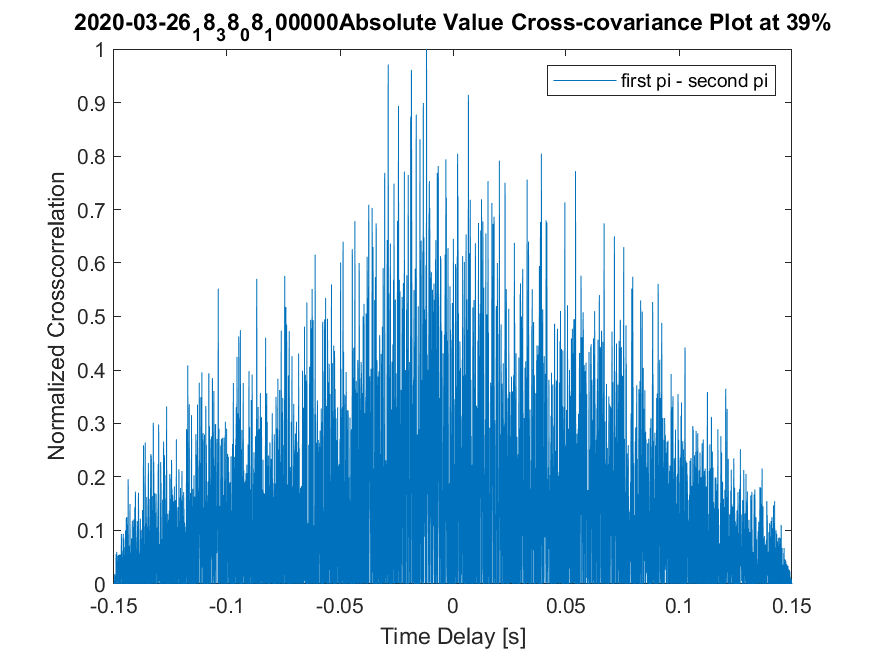 2020-03-26₁8₃8₀8₁00000Absolute Value Cross-covariance Plot at 39%
1
first pi - second pi
0.9
0.8
0.7
0.6
0.5
0.4
0.3
0.2
0.1
0
Normalized Crosscorrelation
-0.15 -0.1 -0.05 0 0.05 0.1 0.15
Time Delay [s]